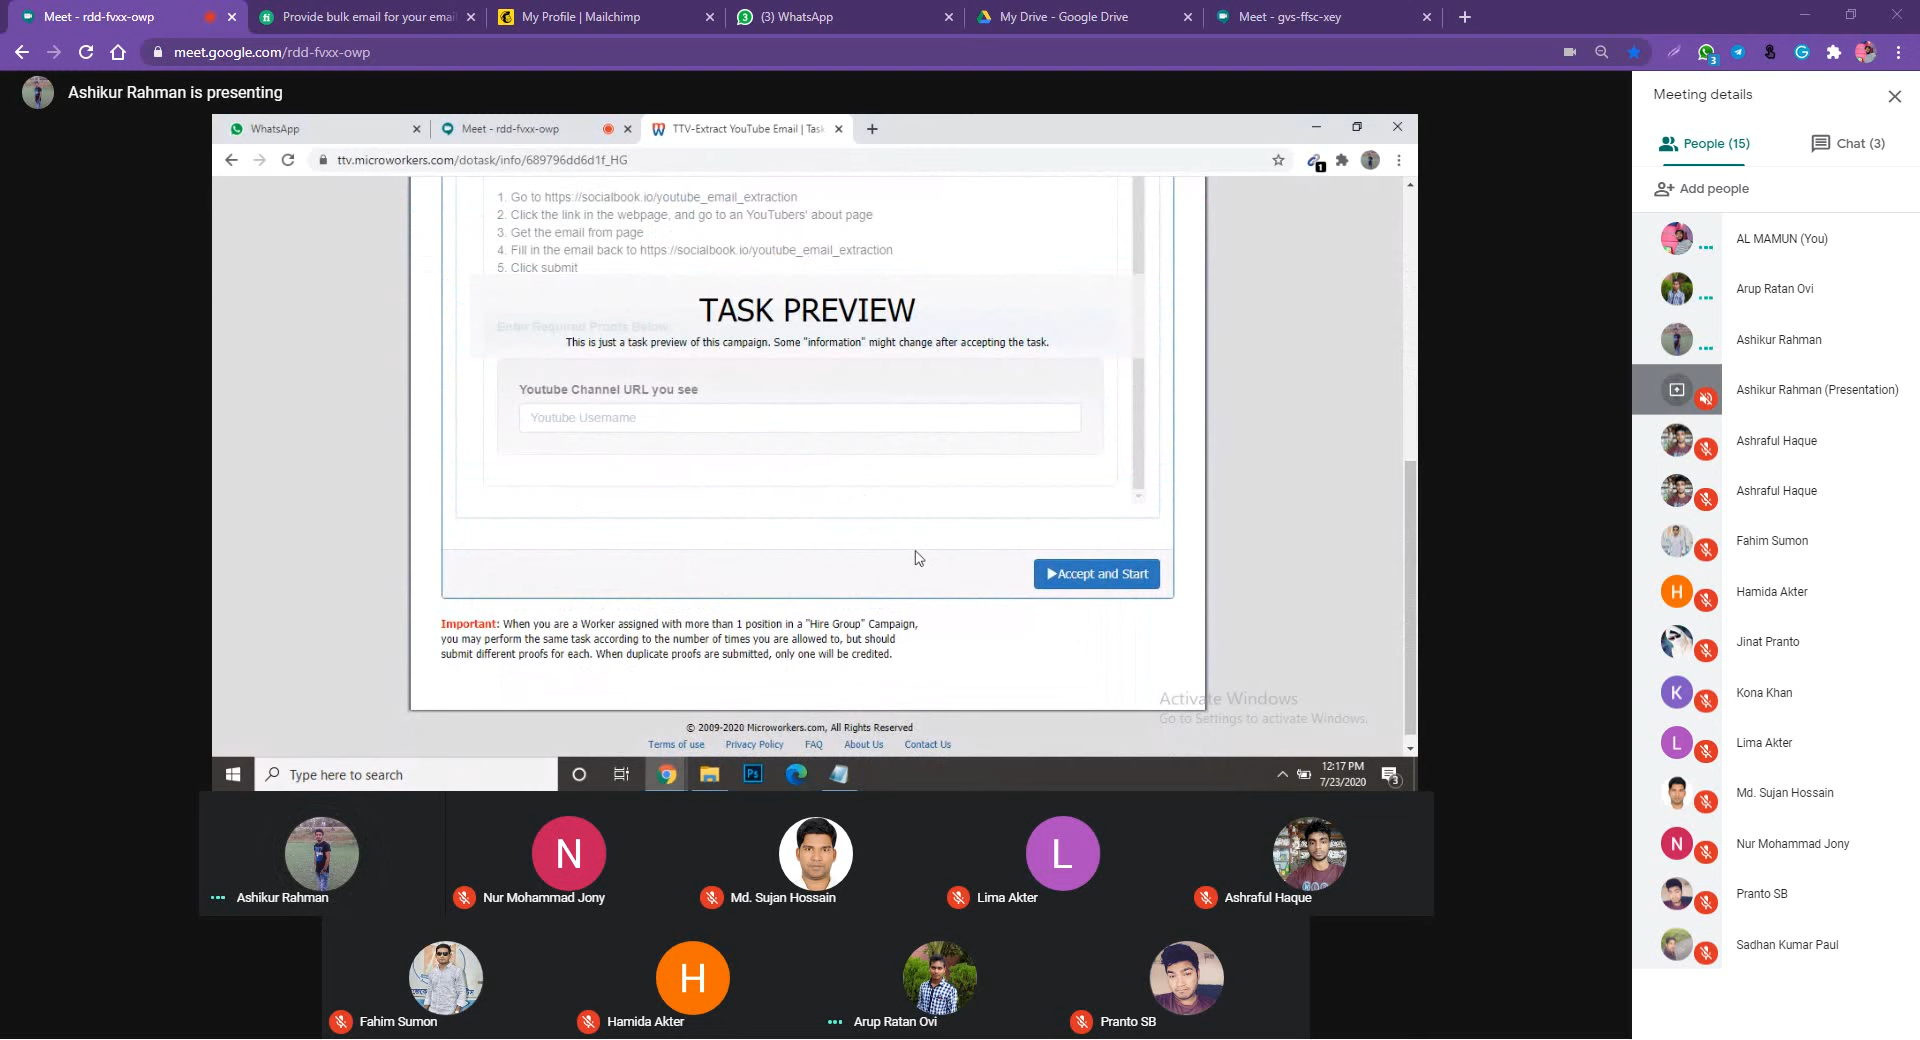 Meet - rdd-fvxx-owp
Provide bulk email for your emai
My Profile | Mailchimp
(3) WhatsApp
My Drive - Google Drive
Meet - gvs-ffsc-xey
meet.google.com/rdd-fvxx-owp
3
Ashikur Rahman is presenting
WhatsApp
Meet - rdd-fvxx-owp
TTV-Extract YouTube Email | Task
ttv.microworkers.com/dotask/info/689796dd6d1f_HG
1
1. Go to https://socialbook.io/youtube_email_extraction
2. Click the link in the webpage, and go to an YouTubers' about page
3. Get the email from page
4. Fill in the email back to https://socialbook.io/youtube_email_extraction
5. Click submit
TASK PREVIEW
Enter Required Proofs Below
This is just a task preview of this campaign. Some "information" might change after accepting the task.
Youtube Channel URL you see
Youtube Username
Accept and Start
Important: When you are a Worker assigned with more than 1 position in a "Hire Group" Campaign,
you may perform the same task according to the number of times you are allowed to, but should
submit different proofs for each. When duplicate proofs are submitted, only one will be credited.
Activate Windows
Go to Settings to activate Windows.
© 2009-2020 Microworkers.com, All Rights Reserved
Terms of use Privacy Policy FAQ About Us Contact Us
Type here to search
Ps
12:17 PM
7/23/2020
3
Ashikur Rahman
N
Nur Mohammad Jony
Md. Sujan Hossain
L
Lima Akter
Ashraful Haque
Fahim Sumon
H
Hamida Akter
Arup Ratan Ovi
Pranto SB
Meeting details
People (15)
Chat (3)
Add people
AL MAMUN (You)
Arup Ratan Ovi
Ashikur Rahman
Ashikur Rahman (Presentation)
Ashraful Haque
Ashraful Haque
Fahim Sumon
H Hamida Akter
Jinat Pranto
K Kona Khan
L Lima Akter
Md. Sujan Hossain
N Nur Mohammad Jony
Pranto SB
Sadhan Kumar Paul